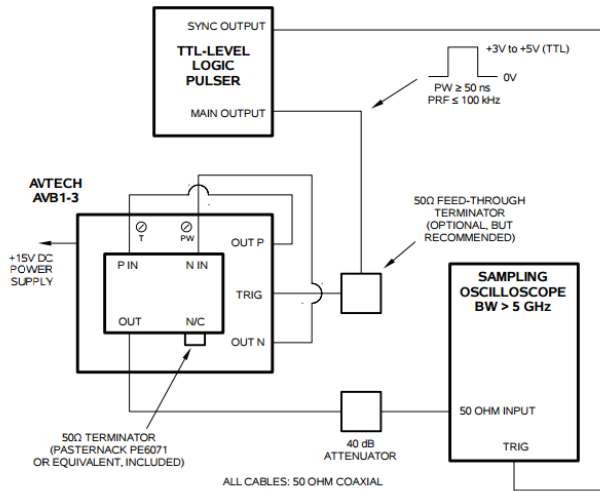 SYNC OUTPUT
TTL-LEVEL
LOGIC
PULSER
MAIN OUTPUT
+3V to +5V (TTL)
0V
PW ≥ 50 ns
PRF ≤ 100 kHz
AVTECH
AVB1-3
+15V DC
POWER
SUPPLY
T
PW
P IN
N IN
OUT
N/C
OUT P
TRIG
OUT N
50Ω FEED-THROUGH
TERMINATOR
(OPTIONAL, BUT
RECOMMENDED)
SAMPLING
OSCILLOSCOPE
BW > 5 GHz
50 OHM INPUT
TRIG
50Ω TERMINATOR
(PASTERNACK PE6071
OR EQUIVALENT, INCLUDED)
40 dB
ATTENUATOR
ALL CABLES: 50 OHM COAXIAL